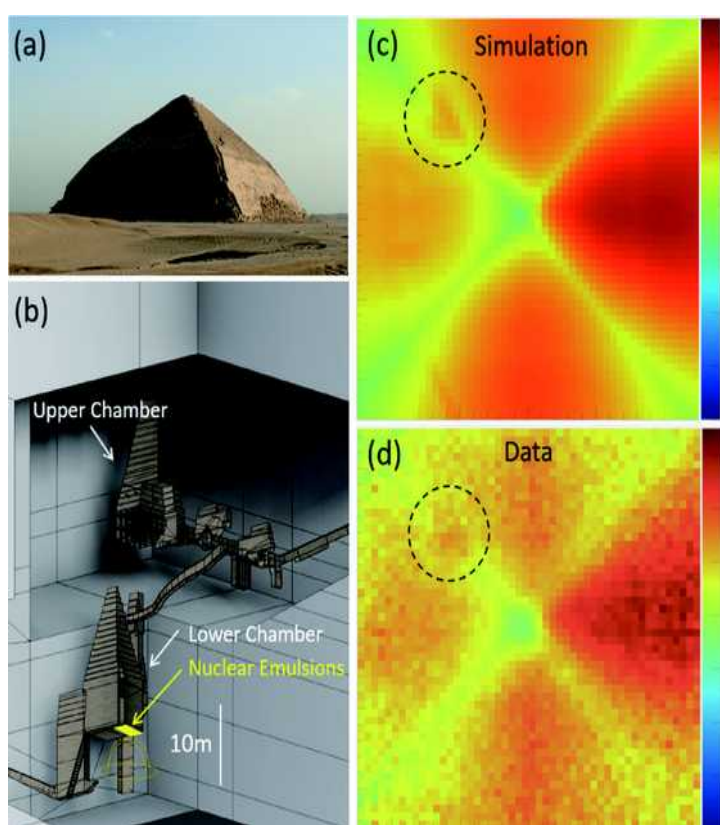 (a)
(b)
Upper Chamber
Lower Chamber
Nuclear Emulsions
10m
(c)
Simulation
(d)
Data